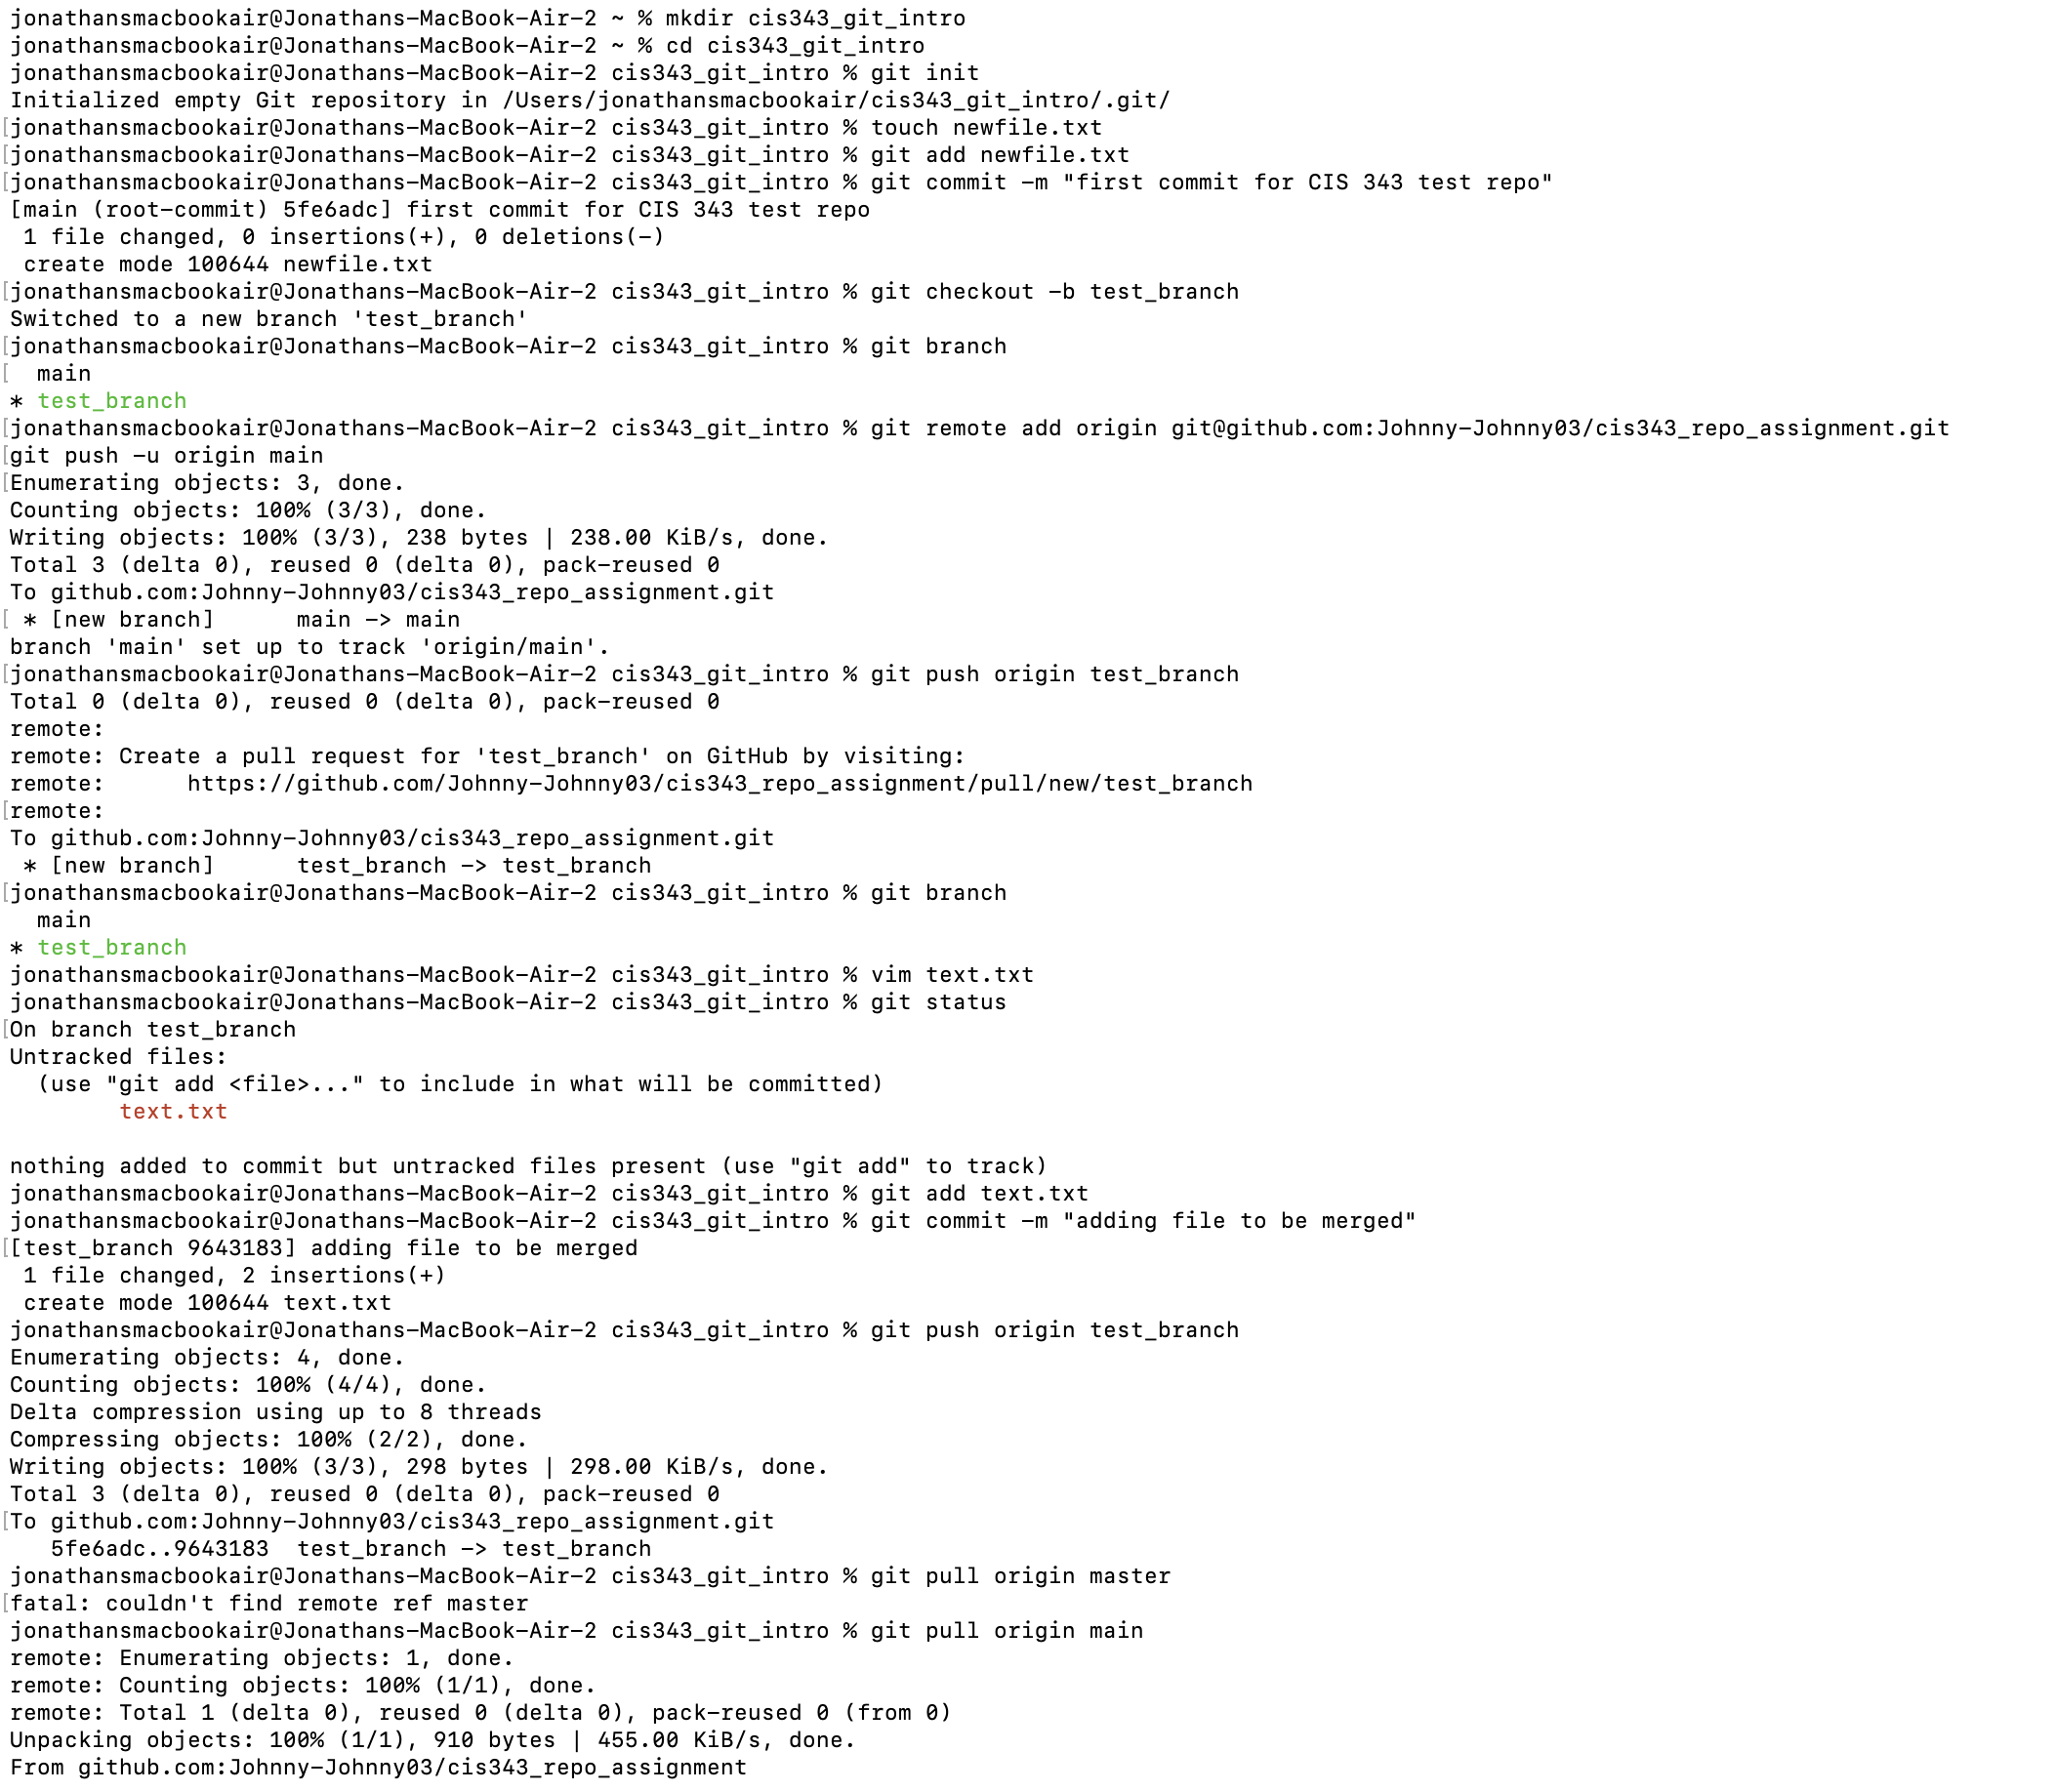 jonathansmacbookair@Jonathans-MacBook-Air-2 ~ % mkdir cis343_git_intro
jonathansmacbookair@Jonathans-MacBook-Air-2 ~ % cd cis343_git_intro
jonathansmacbookair@Jonathans-MacBook-Air-2 cis343_git_intro % git init
Initialized empty Git repository in /Users/jonathansmacbookair/cis343_git_intro/.git/
[jonathansmacbookair@Jonathans-MacBook-Air-2 cis343_git_intro % touch newfile.txt
[jonathansmacbookair@Jonathans-MacBook-Air-2 cis343_git_intro % git add newfile.txt
[jonathansmacbookair@Jonathans-MacBook-Air-2 cis343_git_intro % git commit -m "first commit for CIS 343 test repo"
[main (root-commit) 5fe6adc] first commit for CIS 343 test repo
 1 file changed, 0 insertions(+), 0 deletions(-)
 create mode 100644 newfile.txt
[jonathansmacbookair@Jonathans-MacBook-Air-2 cis343_git_intro % git checkout -b test_branch
Switched to a new branch 'test_branch'
[jonathansmacbookair@Jonathans-MacBook-Air-2 cis343_git_intro % git branch
[  main
* test_branch
[jonathansmacbookair@Jonathans-MacBook-Air-2 cis343_git_intro % git remote add origin git@github.com:Johnny-Johnny03/cis343_repo_assignment.git
[git push -u origin main
[Enumerating objects: 3, done.
Counting objects: 100% (3/3), done.
Writing objects: 100% (3/3), 238 bytes | 238.00 KiB/s, done.
Total 3 (delta 0), reused 0 (delta 0), pack-reused 0
To github.com:Johnny-Johnny03/cis343_repo_assignment.git
[ * [new branch]      main -> main
branch 'main' set up to track 'origin/main'.
[jonathansmacbookair@Jonathans-MacBook-Air-2 cis343_git_intro % git push origin test_branch
Total 0 (delta 0), reused 0 (delta 0), pack-reused 0
remote:
remote: Create a pull request for 'test_branch' on GitHub by visiting:
remote:      https://github.com/Johnny-Johnny03/cis343_repo_assignment/pull/new/test_branch
[remote:
To github.com:Johnny-Johnny03/cis343_repo_assignment.git
 * [new branch]      test_branch -> test_branch
[jonathansmacbookair@Jonathans-MacBook-Air-2 cis343_git_intro % git branch
  main
* test_branch
jonathansmacbookair@Jonathans-MacBook-Air-2 cis343_git_intro % vim text.txt
jonathansmacbookair@Jonathans-MacBook-Air-2 cis343_git_intro % git status
[On branch test_branch
Untracked files:
  (use "git add <file>..." to include in what will be committed)
        text.txt

nothing added to commit but untracked files present (use "git add" to track)
jonathansmacbookair@Jonathans-MacBook-Air-2 cis343_git_intro % git add text.txt
jonathansmacbookair@Jonathans-MacBook-Air-2 cis343_git_intro % git commit -m "adding file to be merged"
[[test_branch 9643183] adding file to be merged
 1 file changed, 2 insertions(+)
 create mode 100644 text.txt
jonathansmacbookair@Jonathans-MacBook-Air-2 cis343_git_intro % git push origin test_branch
Enumerating objects: 4, done.
Counting objects: 100% (4/4), done.
Delta compression using up to 8 threads
Compressing objects: 100% (2/2), done.
Writing objects: 100% (3/3), 298 bytes | 298.00 KiB/s, done.
Total 3 (delta 0), reused 0 (delta 0), pack-reused 0
[To github.com:Johnny-Johnny03/cis343_repo_assignment.git
   5fe6adc..9643183  test_branch -> test_branch
jonathansmacbookair@Jonathans-MacBook-Air-2 cis343_git_intro % git pull origin master
[fatal: couldn't find remote ref master
jonathansmacbookair@Jonathans-MacBook-Air-2 cis343_git_intro % git pull origin main
remote: Enumerating objects: 1, done.
remote: Counting objects: 100% (1/1), done.
remote: Total 1 (delta 0), reused 0 (delta 0), pack-reused 0 (from 0)
Unpacking objects: 100% (1/1), 910 bytes | 455.00 KiB/s, done.
From github.com:Johnny-Johnny03/cis343_repo_assignment